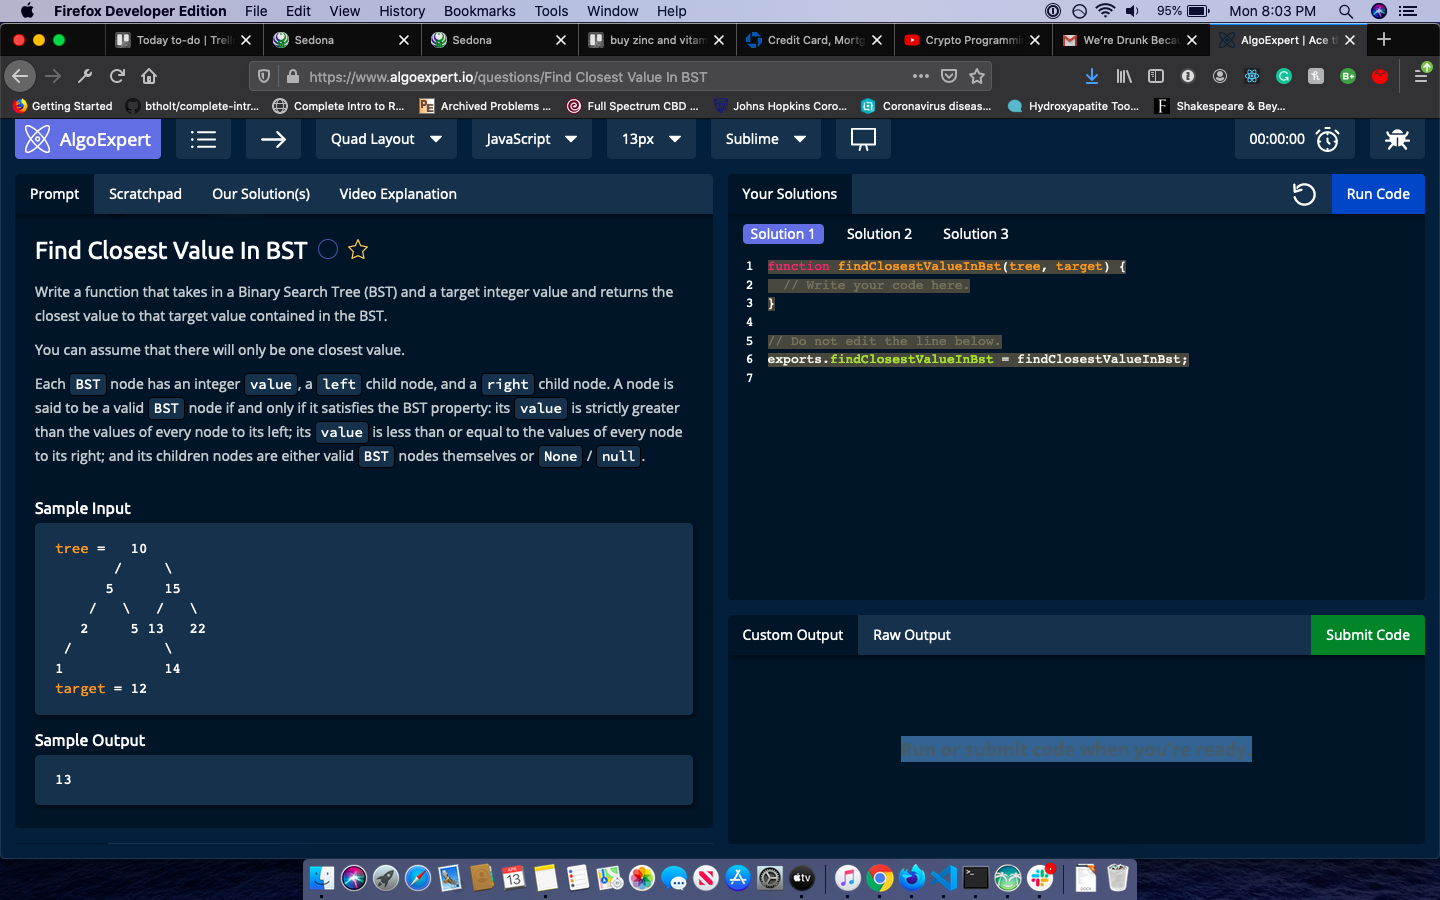 Firefox Developer Edition File Edit View History Bookmarks Tools Window Help 95% Mon 8:03 PM
Today to-do | Trell Sedona Sedona buy zinc and vitam Credit Card, Mortg Crypto Programmi We're Drunk Beca AlgoExpert | Ace t
https://www.algoexpert.io/questions/Find Closest Value In BST
Getting Started btholt/complete-intr... Complete Intro to R... Archived Problems ... Full Spectrum CBD ... Johns Hopkins Coro... Coronavirus diseas... Hydroxyapatite Too... Shakespeare & Bey...
AlgoExpert Quad Layout JavaScript 13px Sublime 00:00:00
Prompt Scratchpad Our Solution(s) Video Explanation
Find Closest Value In BST
Write a function that takes in a Binary Search Tree (BST) and a target integer value and returns the
closest value to that target value contained in the BST.
You can assume that there will only be one closest value.
Each BST node has an integer value, a left child node, and a right child node. A node is
said to be a valid BST node if and only if it satisfies the BST property: its value is strictly greater
than the values of every node to its left; its value is less than or equal to the values of every node
to its right; and its children nodes are either valid BST nodes themselves or None / null.
Sample Input
tree = 10
/ \
5 15
/ \ / \
2 5 13 22
/ \
1 14
target = 12
Sample Output
13
Your Solutions Run Code
Solution 1 Solution 2 Solution 3
1 function findClosestValueInBst(tree, target) {
2 // Write your code here.
3 }
4
5 // Do not edit the line below.
6 exports.findClosestValueInBst = findClosestValueInBst;
7
Custom Output Raw Output Submit Code
Run or submit code when you're ready.
APR
13
tv
DOCX